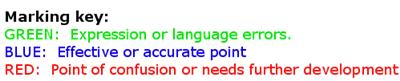 Marking key:
GREEN:  Expression or language errors.
BLUE:  Effective or accurate point
RED:  Point of confusion or needs further development